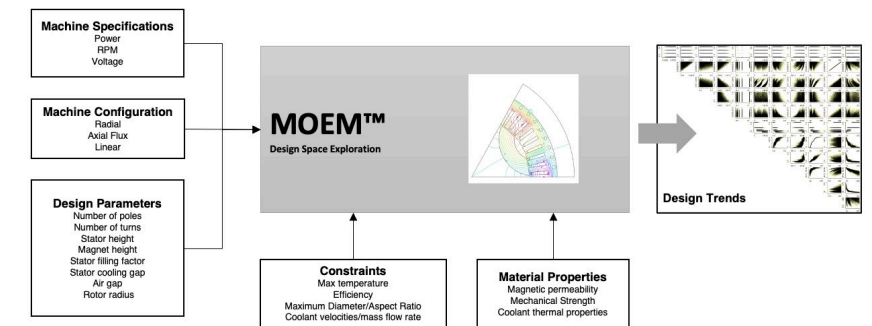 Machine Specifications
Power
RPM
Voltage
Machine Configuration
Radial
Axial Flux
Linear
Design Parameters
Number of poles
Number of turns
Stator height
Magnet height
Stator filling factor
Stator cooling gap
Air gap
Rotor radius
MOEM™
Design Space Exploration
Constraints
Max temperature
Efficiency
Maximum Diameter/Aspect Ratio
Coolant velocities/mass flow rate
Material Properties
Magnetic permeability
Mechanical Strength
Coolant thermal properties
Design Trends